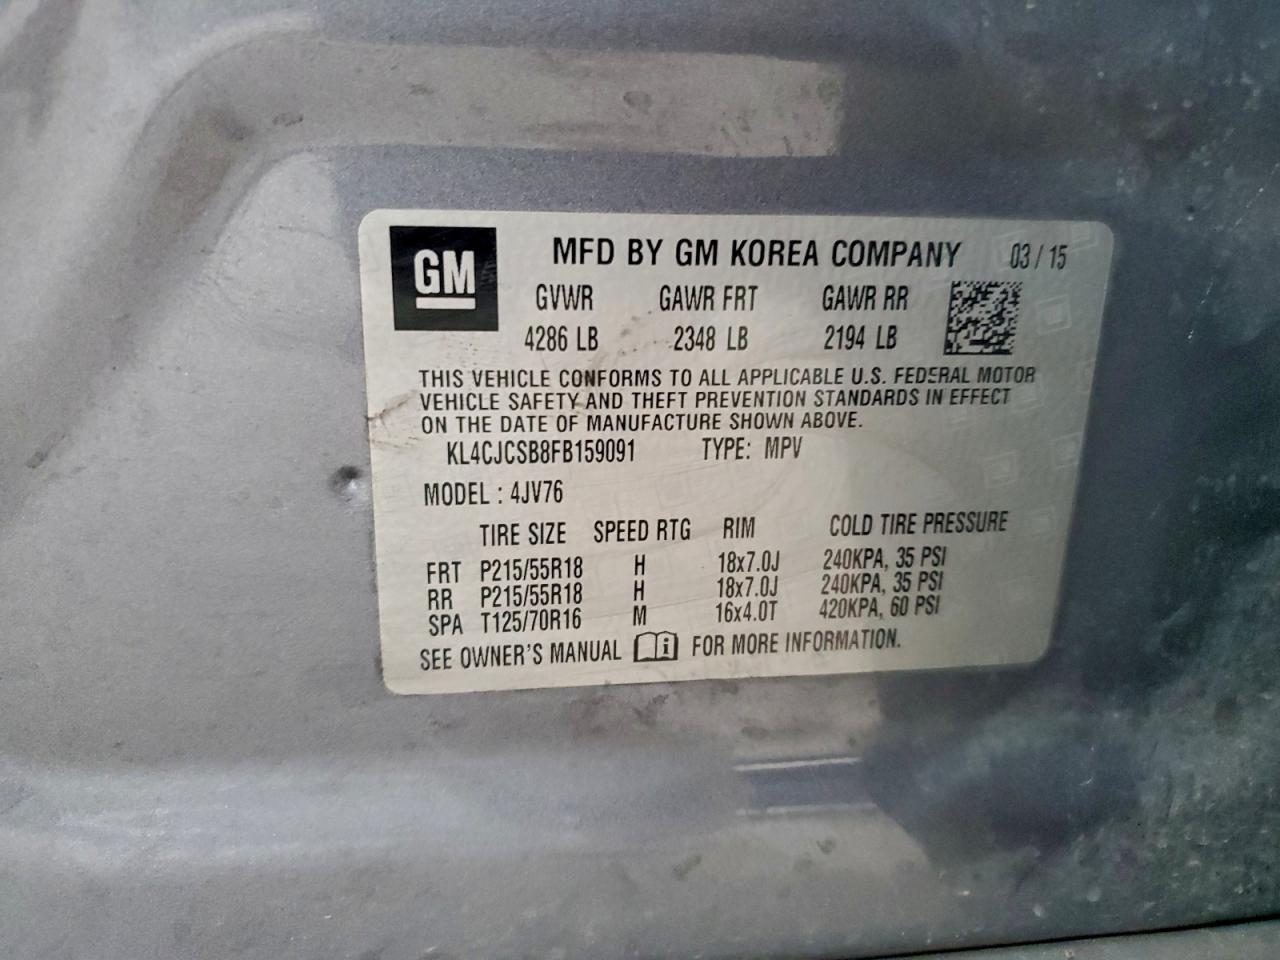 GM
MFD BY GM KOREA COMPANY 03 / 15
GVWR GAWR FRT GAWR RR
4286 LB 2348 LB 2194 LB
THIS VEHICLE CONFORMS TO ALL APPLICABLE U.S. FEDERAL MOTOR
VEHICLE SAFETY AND THEFT PREVENTION STANDARDS IN EFFECT
ON THE DATE OF MANUFACTURE SHOWN ABOVE.
KL4CJCSB8FB159091 TYPE: MPV
MODEL : 4JV76
TIRE SIZE SPEED RTG RIM COLD TIRE PRESSURE
FRT P215/55R18 H 18x7.0J 240KPA, 35 PSI
RR P215/55R18 H 18x7.0J 240KPA, 35 PSI
SPA T125/70R16 M 16x4.0T 420KPA, 60 PSI
SEE OWNER'S MANUAL i FOR MORE INFORMATION.